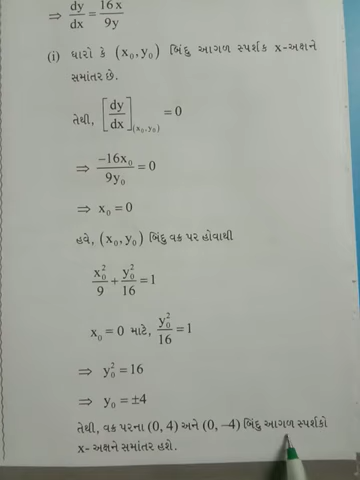 ⇒ dy/dx = 16x/9y
(i) ધારો કે (x₀, y₀) બિંદુ આગળ સ્પર્શક x-અક્ષને
સમાંતર છે.
તેથી, [dy/dx](x₀, y₀) = 0
⇒ −16x₀/9y₀ = 0
⇒ x₀ = 0
હવે, (x₀, y₀) બિંદુ વક્ર પર હોવાથી
x₀²/9 + y₀²/16 = 1
x₀ = 0 માટે, y₀²/16 = 1
⇒ y₀² = 16
⇒ y₀ = ±4
તેથી, વક્ર પરના (0, 4) અને (0, −4) બિંદુ આગળ સ્પર્શકો
x- અક્ષને સમાંતર હશે.